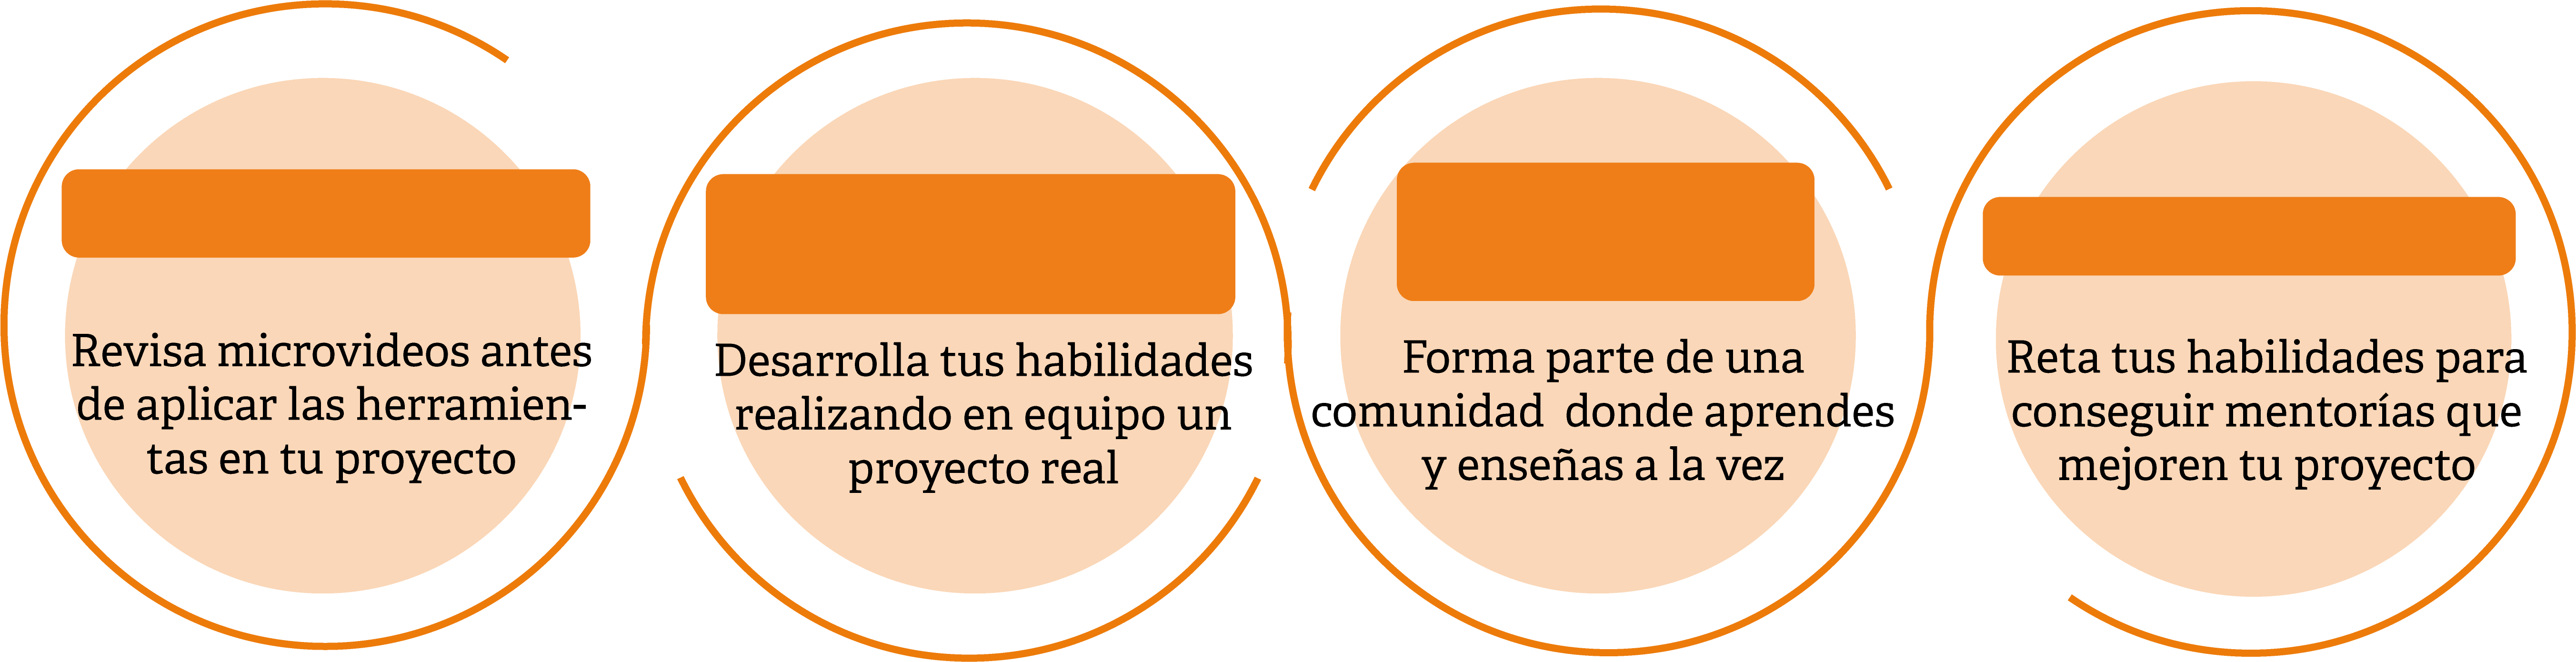 Revisa microvideos antes
de aplicar las herramien-
tas en tu proyecto
Desarrolla tus habilidades
realizando en equipo un
proyecto real
Forma parte de una
comunidad  donde aprendes
y enseñas a la vez
Reta tus habilidades para
conseguir mentorías que
mejoren tu proyecto